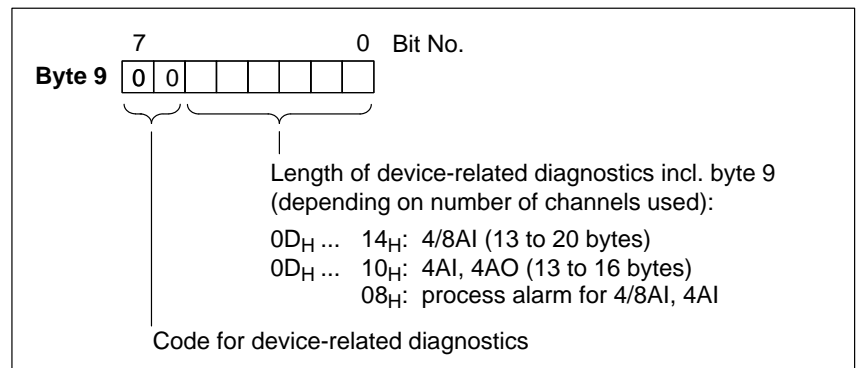 7 0 Bit No.
Byte 9 0 0
Length of device-related diagnostics incl. byte 9
(depending on number of channels used):
0DH ... 14H: 4/8AI (13 to 20 bytes)
0DH ... 10H: 4AI, 4AO (13 to 16 bytes)
08H: process alarm for 4/8AI, 4AI
Code for device-related diagnostics